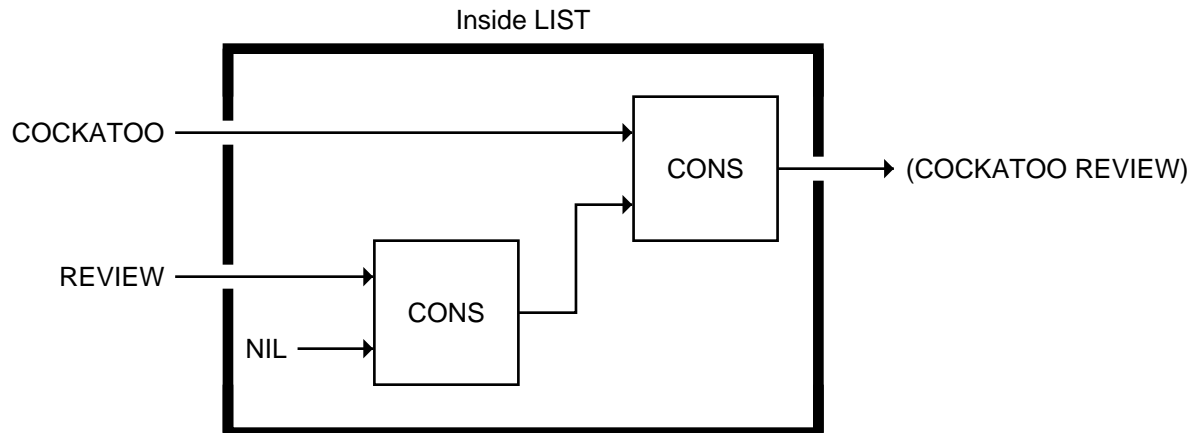 Inside LIST
COCKATOO
CONS
(COCKATOO REVIEW)
REVIEW
CONS
NIL